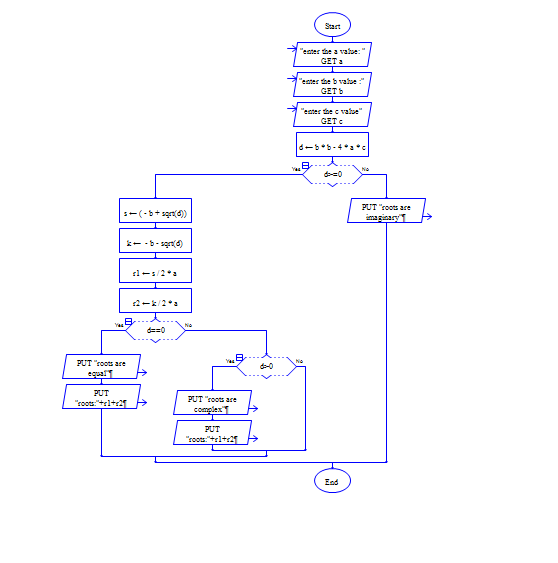 Start
"enter the a value: "
GET a
"enter the b value :"
GET b
"enter the c value"
GET c
d ← b * b - 4 * a * c
Yes
d>=0
No
s ← ( - b + sqrt(d))
PUT "roots are
imaginary"¶
k ← - b - sqrt(d)
r1 ← s / 2 * a
r2 ← k / 2 * a
Yes
d==0
No
PUT "roots are
equal"¶
Yes
d>0
No
PUT
"roots:"+r1+r2¶
PUT "roots are
complex"¶
PUT
"roots:"+r1+r2¶
End